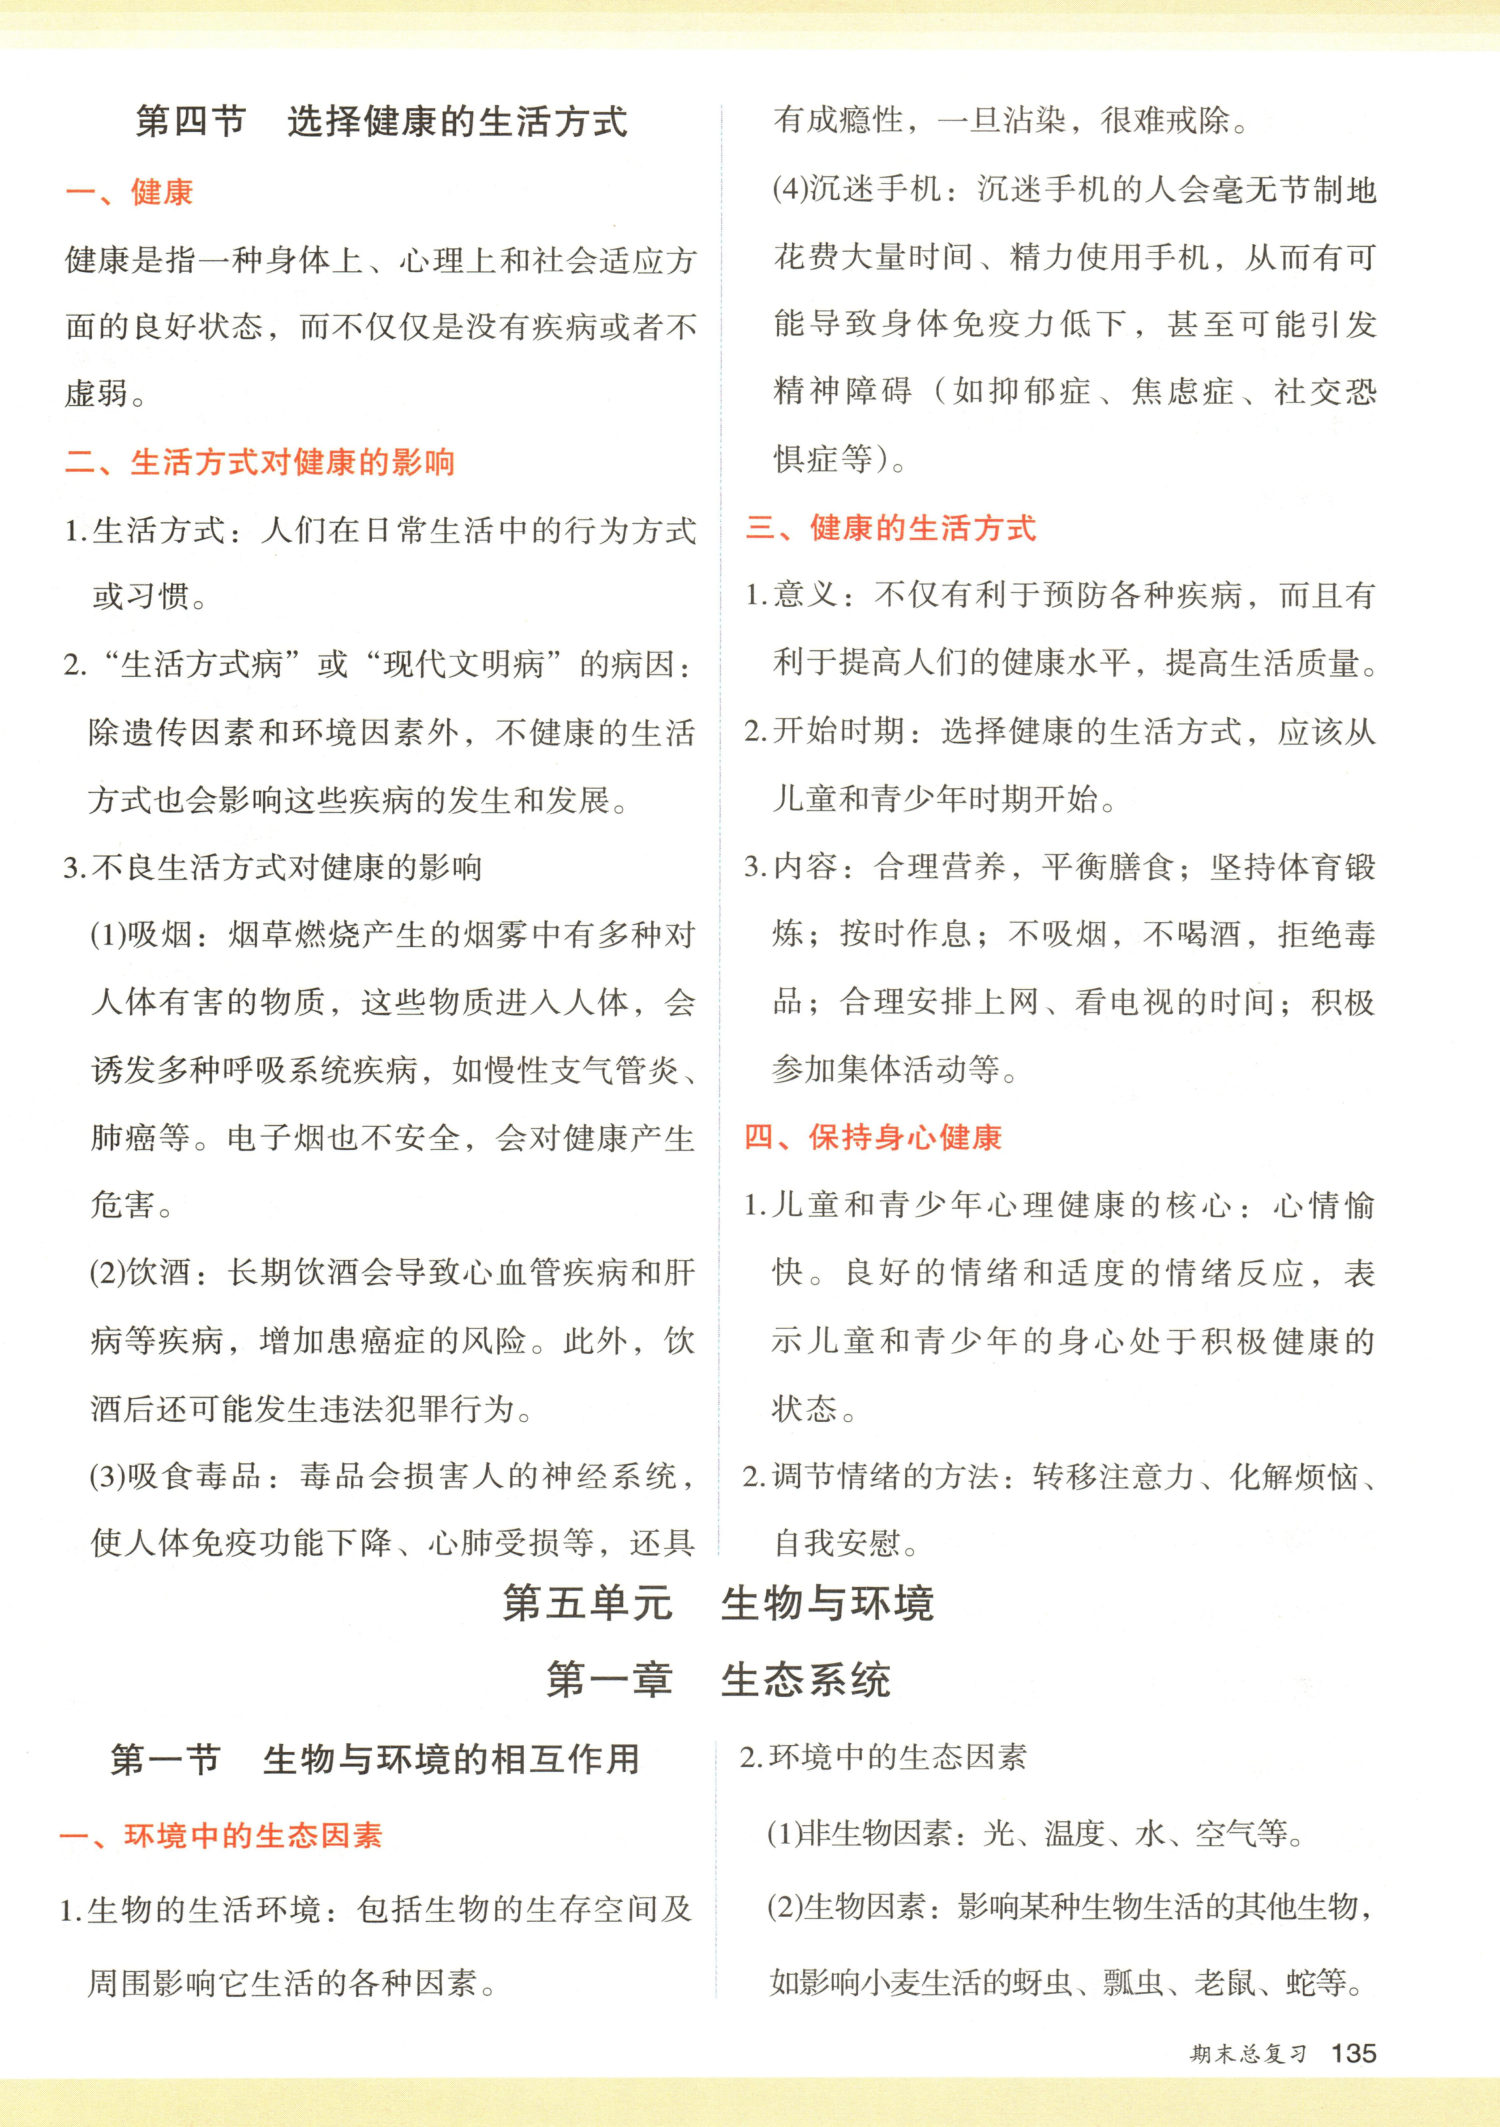 第四节 选择健康的生活方式
一、健康
健康是指一种身体上、心理上和社会适应方
面的良好状态，而不仅仅是没有疾病或者不
虚弱。
二、生活方式对健康的影响
1.生活方式：人们在日常生活中的行为方式
或习惯。
2.“生活方式病”或“现代文明病”的病因：
除遗传因素和环境因素外，不健康的生活
方式也会影响这些疾病的发生和发展。
3.不良生活方式对健康的影响
(1)吸烟：烟草燃烧产生的烟雾中有多种对
人体有害的物质，这些物质进入人体，会
诱发多种呼吸系统疾病，如慢性支气管炎、
肺癌等。电子烟也不安全，会对健康产生
危害。
(2)饮酒：长期饮酒会导致心血管疾病和肝
病等疾病，增加患癌症的风险。此外，饮
酒后还可能发生违法犯罪行为。
(3)吸食毒品：毒品会损害人的神经系统，
使人体免疫功能下降、心肺受损等，还具
有成瘾性，一旦沾染，很难戒除。
(4)沉迷手机：沉迷手机的人会毫无节制地
花费大量时间、精力使用手机，从而有可
能导致身体免疫力低下，甚至可能引发
精神障碍（如抑郁症、焦虑症、社交恐
惧症等）。
三、健康的生活方式
1.意义：不仅有利于预防各种疾病，而且有
利于提高人们的健康水平，提高生活质量。
2.开始时期：选择健康的生活方式，应该从
儿童和青少年时期开始。
3.内容：合理营养，平衡膳食；坚持体育锻
炼；按时作息；不吸烟，不喝酒，拒绝毒
品；合理安排上网、看电视的时间；积极
参加集体活动等。
四、保持身心健康
1.儿童和青少年心理健康的核心：心情愉
快。良好的情绪和适度的情绪反应，表
示儿童和青少年的身心处于积极健康的
状态。
2.调节情绪的方法：转移注意力、化解烦恼、
自我安慰。
第五单元 生物与环境
第一章 生态系统
第一节 生物与环境的相互作用
一、环境中的生态因素
1.生物的生活环境：包括生物的生存空间及
周围影响它生活的各种因素。
2.环境中的生态因素
(1)非生物因素：光、温度、水、空气等。
(2)生物因素：影响某种生物生活的其他生物，
如影响小麦生活的蚜虫、瓢虫、老鼠、蛇等。
期末总复习 135